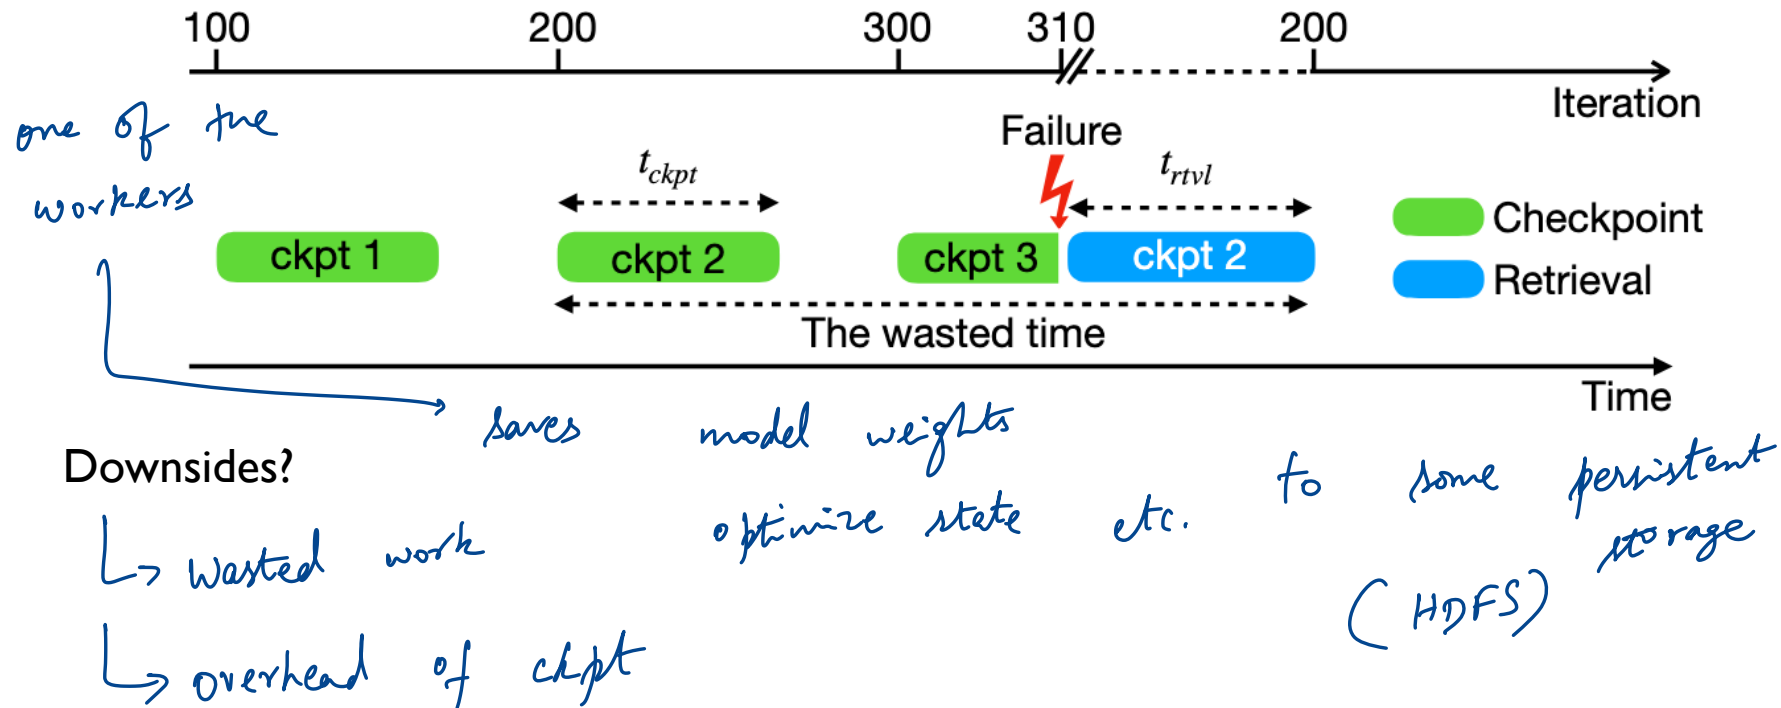 100 200 300 310 200
Iteration
one of the
workers
Failure
t_ckpt t_rtvl
ckpt 1 ckpt 2 ckpt 3 ckpt 2
Checkpoint
Retrieval
The wasted time
Time
saves model weights
Downsides?
optimize state etc. to some persistent
storage
(HDFS)
↳ wasted work
↳ overhead of ckpt